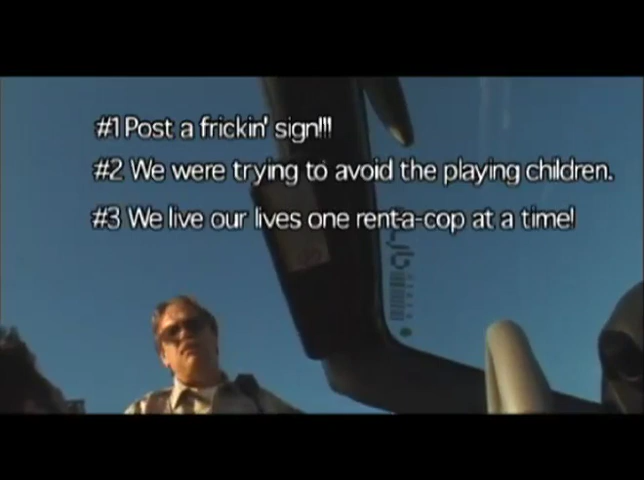 #1 Post a frickin' sign!!!
#2 We were trying to avoid the playing children.
#3 We live our lives one rent-a-cop at a time!